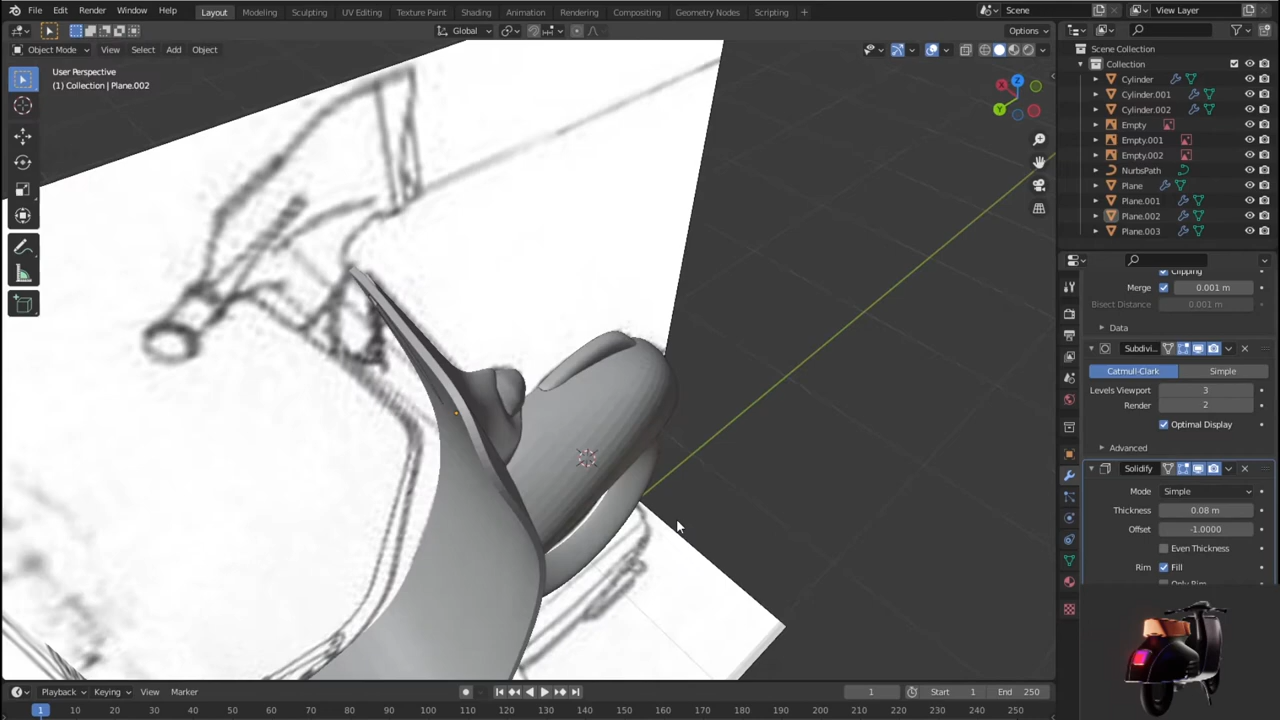 File Edit Render Window Help Layout Modeling Sculpting UV Editing Texture Paint Shading Animation Rendering Compositing Geometry Nodes Scripting + Scene View Layer
Global Options
Object Mode View Select Add Object
User Perspective
(1) Collection | Plane.002
X
Z
Y
Scene Collection
Collection
Cylinder
Cylinder.001
Cylinder.002
Empty
Empty.001
Empty.002
NurbsPath
Plane
Plane.001
Plane.002
Plane.003
Clipping
Merge 0.001 m
Bisect Distance 0.001 m
Data
Subdivi...
Catmull-Clark Simple
Levels Viewport 3
Render 2
Optimal Display
Advanced
Solidify
Mode Simple
Thickness 0.08 m
Offset -1.0000
Even Thickness
Rim Fill
Only Rim
Playback Keying View Marker 1 Start 1 End 250
1 10 20 30 40 50 60 70 80 90 100 110 120 130 140 150 160 170 180 190 200 210 220 230 240 250